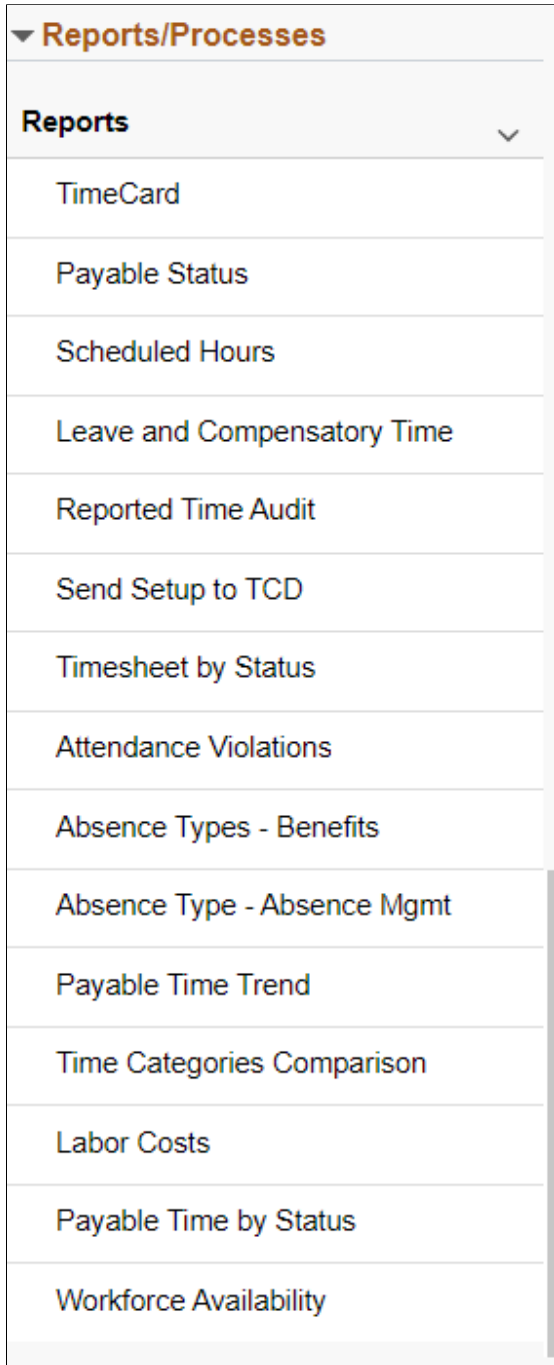 Reports/Processes
Reports
TimeCard
Payable Status
Scheduled Hours
Leave and Compensatory Time
Reported Time Audit
Send Setup to TCD
Timesheet by Status
Attendance Violations
Absence Types - Benefits
Absence Type - Absence Mgmt
Payable Time Trend
Time Categories Comparison
Labor Costs
Payable Time by Status
Workforce Availability